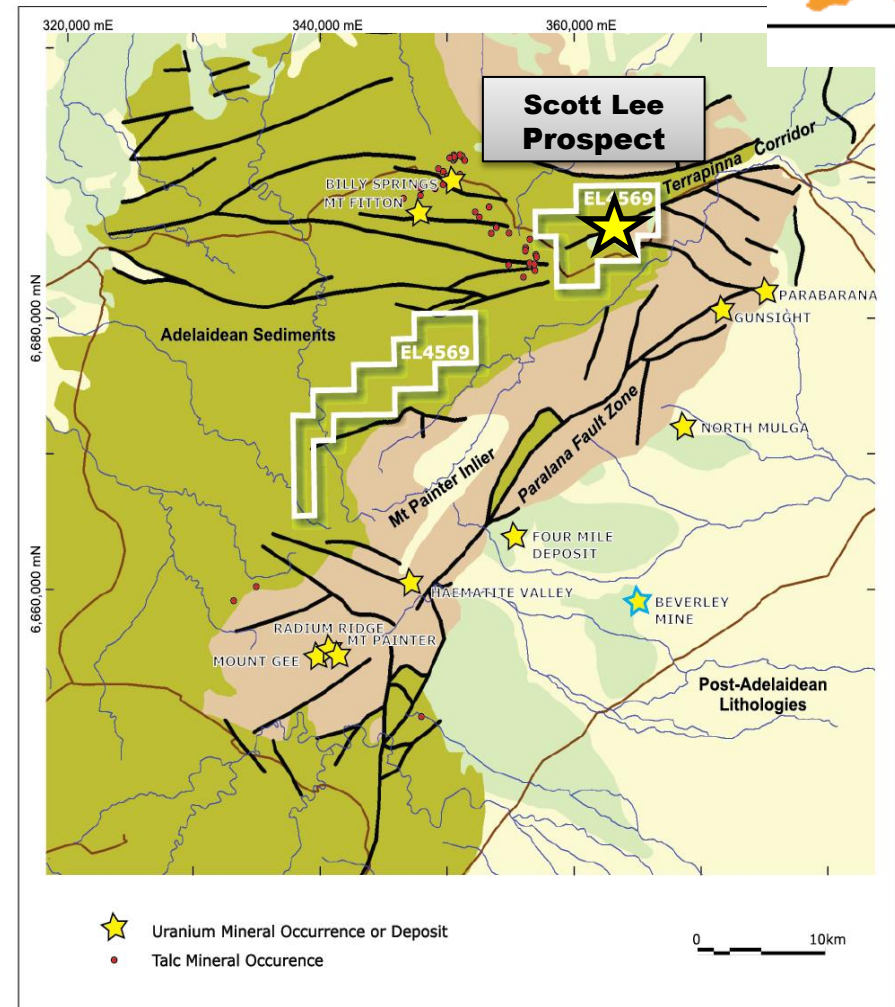 320,000 mE
340,000 mE
360,000 mE
Scott Lee
Prospect
Terrapinna Corridor
BILLY SPRINGS
MT FITTON
EL4569
PARABARANA
GUNSIGHT
6,680,000 mN
Adelaidean Sediments
EL4569
NORTH MULGA
Paralana Fault Zone
Mt Painter Inlier
FOUR MILE
DEPOSIT
6,660,000 mN
HAEMATITE VALLEY
BEVERLEY
MINE
RADIUM RIDGE
MT PAINTER
MOUNT GEE
Post-Adelaidean
Lithologies
Uranium Mineral Occurrence or Deposit
Talc Mineral Occurence
0
10km